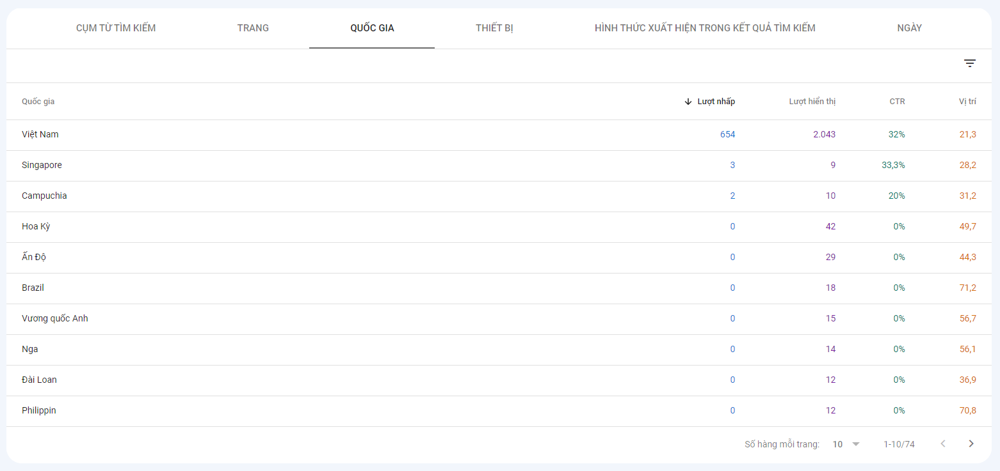 CỤM TỪ TÌM KIẾM TRANG QUỐC GIA THIẾT BỊ HÌNH THỨC XUẤT HIỆN TRONG KẾT QUẢ TÌM KIẾM NGÀY
Quốc gia Lượt nhấp Lượt hiển thị CTR Vị trí
Việt Nam 654 2.043 32% 21,3
Singapore 3 9 33,3% 28,2
Campuchia 2 10 20% 31,2
Hoa Kỳ 0 42 0% 49,7
Ấn Độ 0 29 0% 44,3
Brazil 0 18 0% 71,2
Vương quốc Anh 0 15 0% 56,7
Nga 0 14 0% 56,1
Đài Loan 0 12 0% 36,9
Philippin 0 12 0% 70,8
Số hàng mỗi trang: 10 1-10/74